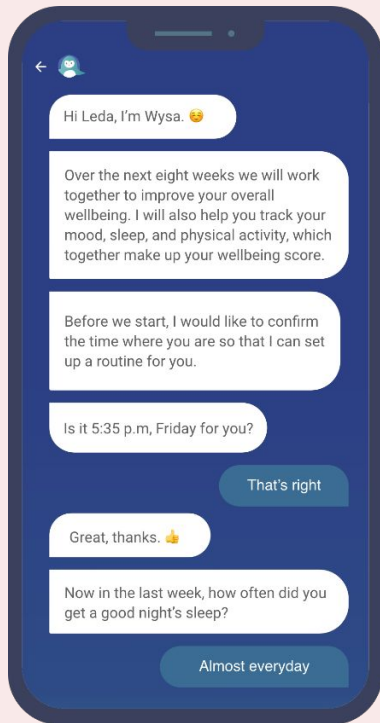 Hi Leda, I'm Wysa. ☺️
Over the next eight weeks we will work
together to improve your overall
wellbeing. I will also help you track your
mood, sleep, and physical activity, which
together make up your wellbeing score.
Before we start, I would like to confirm
the time where you are so that I can set
up a routine for you.
Is it 5:35 p.m, Friday for you?
That's right
Great, thanks. 👍
Now in the last week, how often did you
get a good night's sleep?
Almost everyday